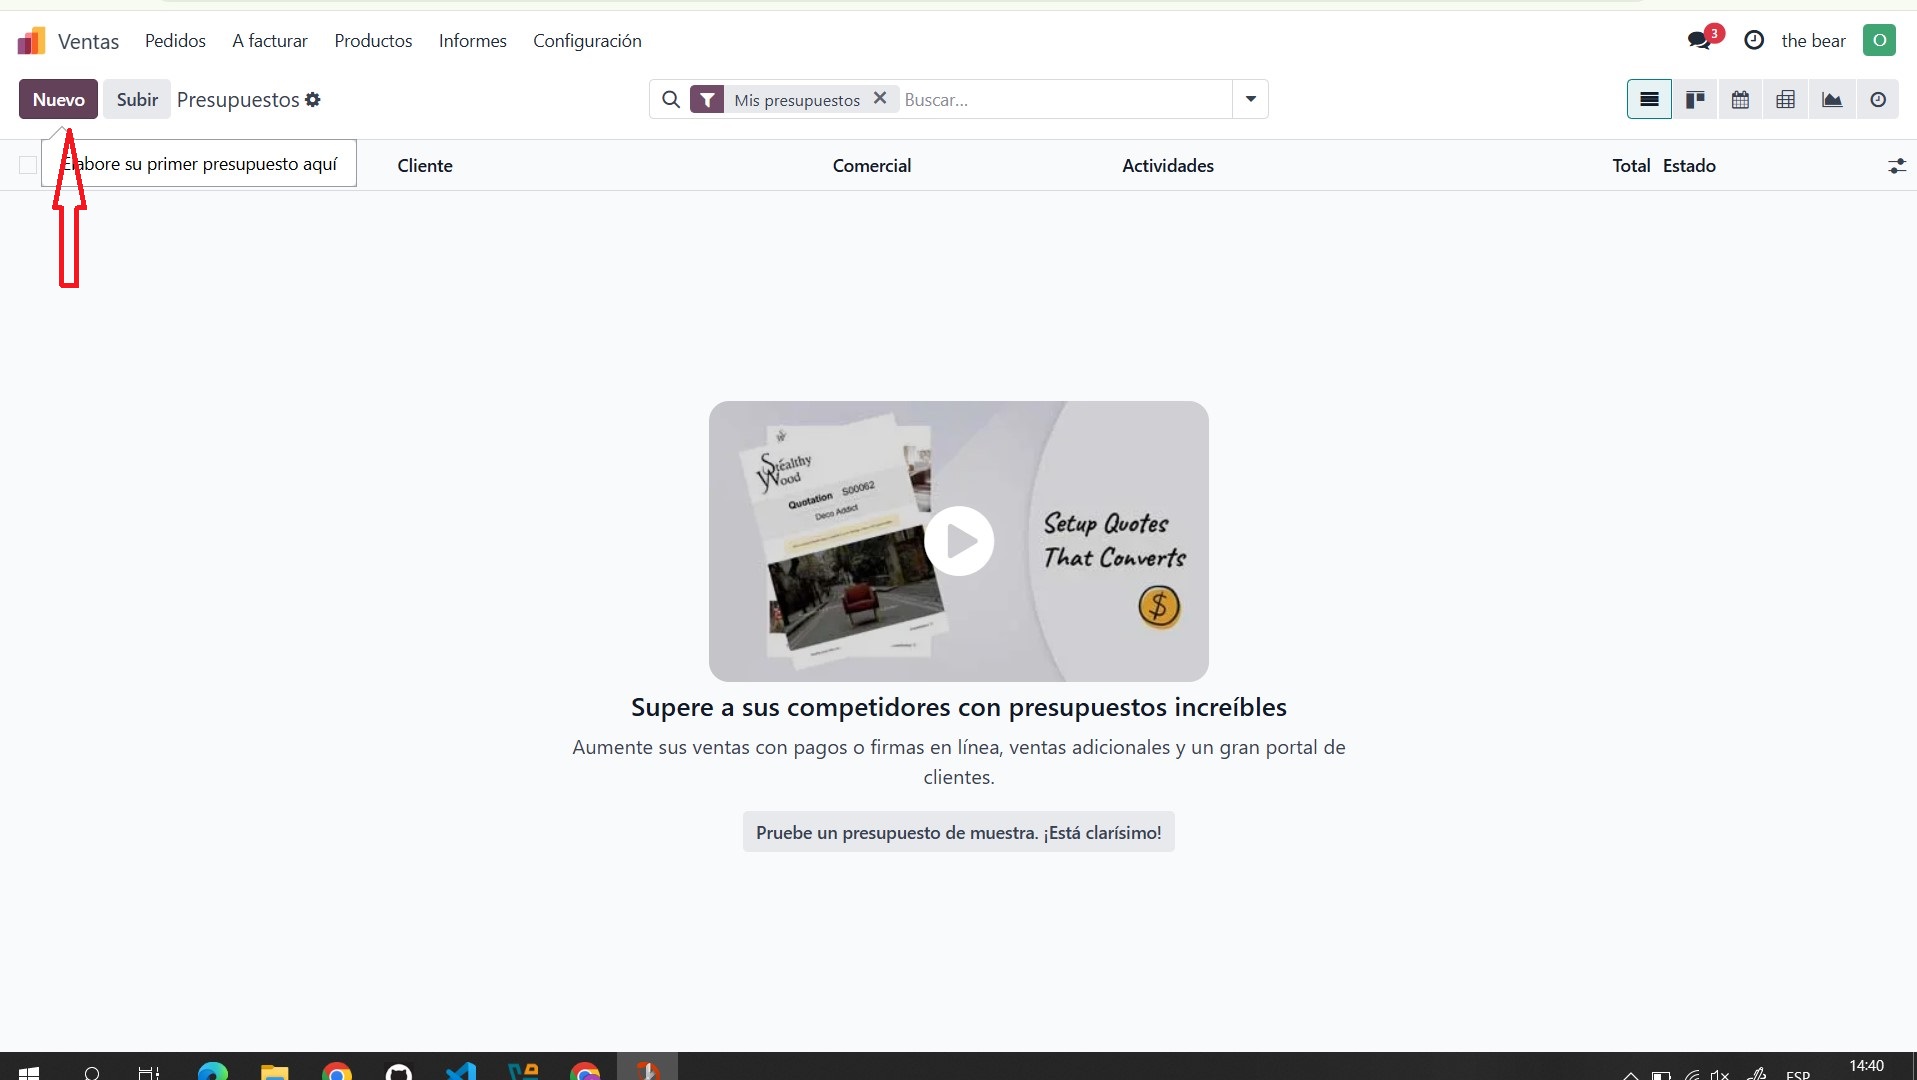 Ventas Pedidos A facturar Productos Informes Configuración 3 the bear O
Nuevo Subir Presupuestos Mis presupuestos Buscar...
Elabore su primer presupuesto aquí Cliente Comercial Actividades Total Estado
Stealthy
Wood
Quotation S00062
Deco Addict
Setup Quotes
That Converts
$
Supere a sus competidores con presupuestos increíbles
Aumente sus ventas con pagos o firmas en línea, ventas adicionales y un gran portal de
clientes.
Pruebe un presupuesto de muestra. ¡Está clarísimo!
14:40
ESP